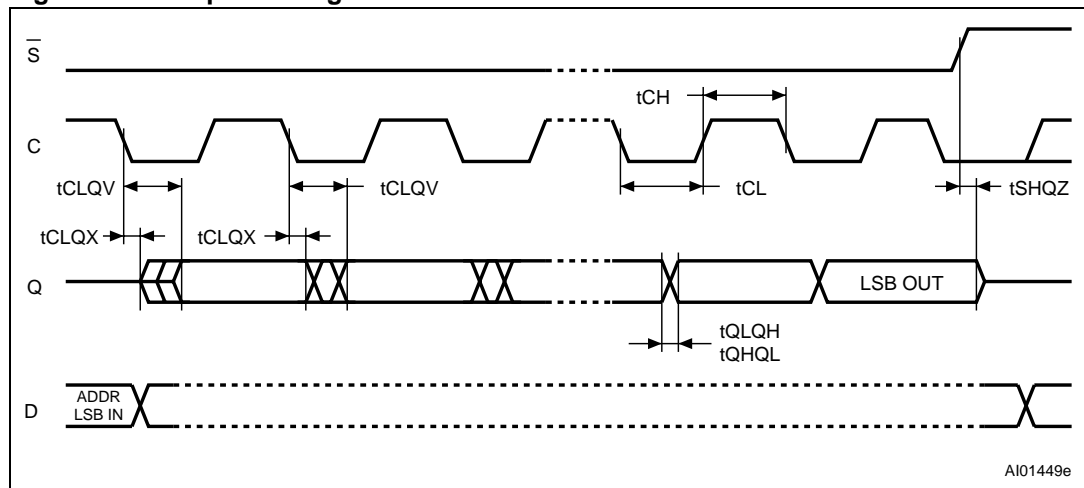 S
tCH
C
tCLQV
tCLQV
tCL
tSHQZ
tCLQX
tCLQX
Q
LSB OUT
tQLQH
tQHQL
ADDR
LSB IN
D
AI01449e